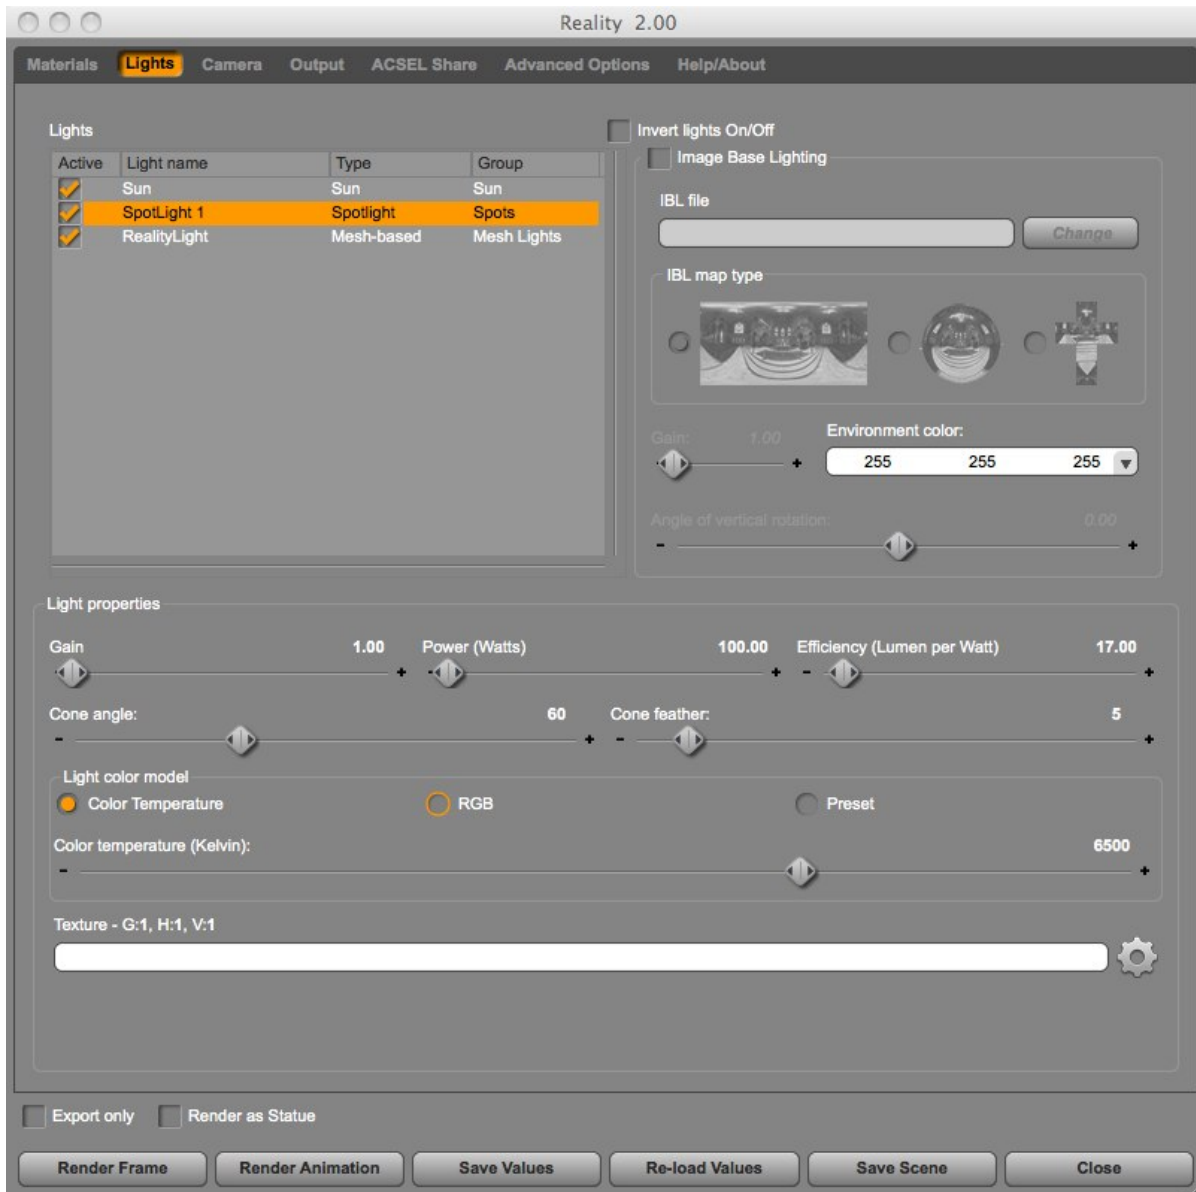 Reality 2.00
Materials Lights Camera Output ACSEL Share Advanced Options Help/About
Lights
Invert lights On/Off
Active Light name Type Group
Sun Sun Sun
SpotLight 1 Spotlight Spots
RealityLight Mesh-based Mesh Lights
Image Base Lighting
IBL file
Change
IBL map type
Gain: 1.00
Environment color:
255 255 255
- +
Angle of vertical rotation: 0.00
- +
Light properties
Gain 1.00 Power (Watts) 100.00 Efficiency (Lumen per Watt) 17.00
- + - + - +
Cone angle: 60 Cone feather: 5
- + - +
Light color model
Color Temperature RGB Preset
Color temperature (Kelvin): 6500
- +
Texture - G:1, H:1, V:1
Export only Render as Statue
Render Frame Render Animation Save Values Re-load Values Save Scene Close